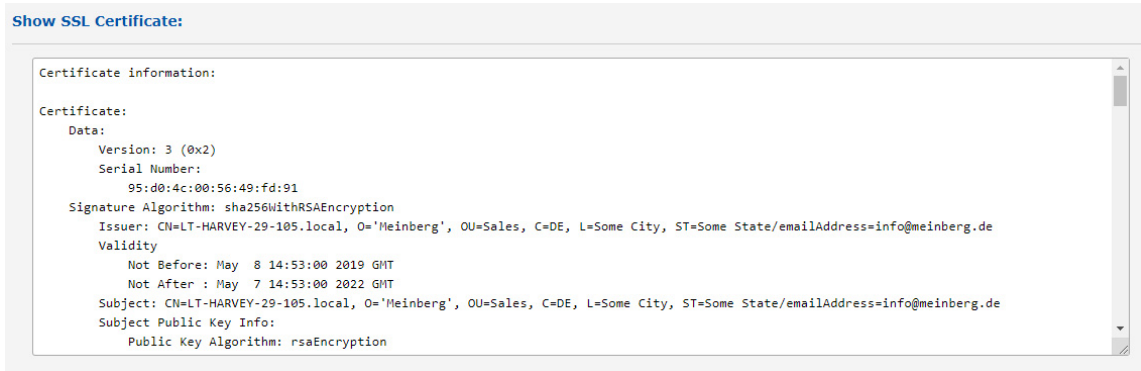 Show SSL Certificate:
Certificate information:
Certificate:
Data:
Version: 3 (0x2)
Serial Number:
95:d0:4c:00:56:49:fd:91
Signature Algorithm: sha256WithRSAEncryption
Issuer: CN=LT-HARVEY-29-105.local, O='Meinberg', OU=Sales, C=DE, L=Some City, ST=Some State/emailAddress=info@meinberg.de
Validity
Not Before: May  8 14:53:00 2019 GMT
Not After : May  7 14:53:00 2022 GMT
Subject: CN=LT-HARVEY-29-105.local, O='Meinberg', OU=Sales, C=DE, L=Some City, ST=Some State/emailAddress=info@meinberg.de
Subject Public Key Info:
Public Key Algorithm: rsaEncryption